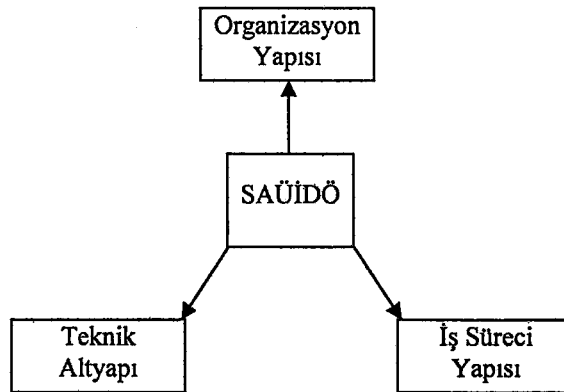 Organizasyon
Yapısı
SAÜİDÖ
Teknik
Altyapı
İş Süreci
Yapısı